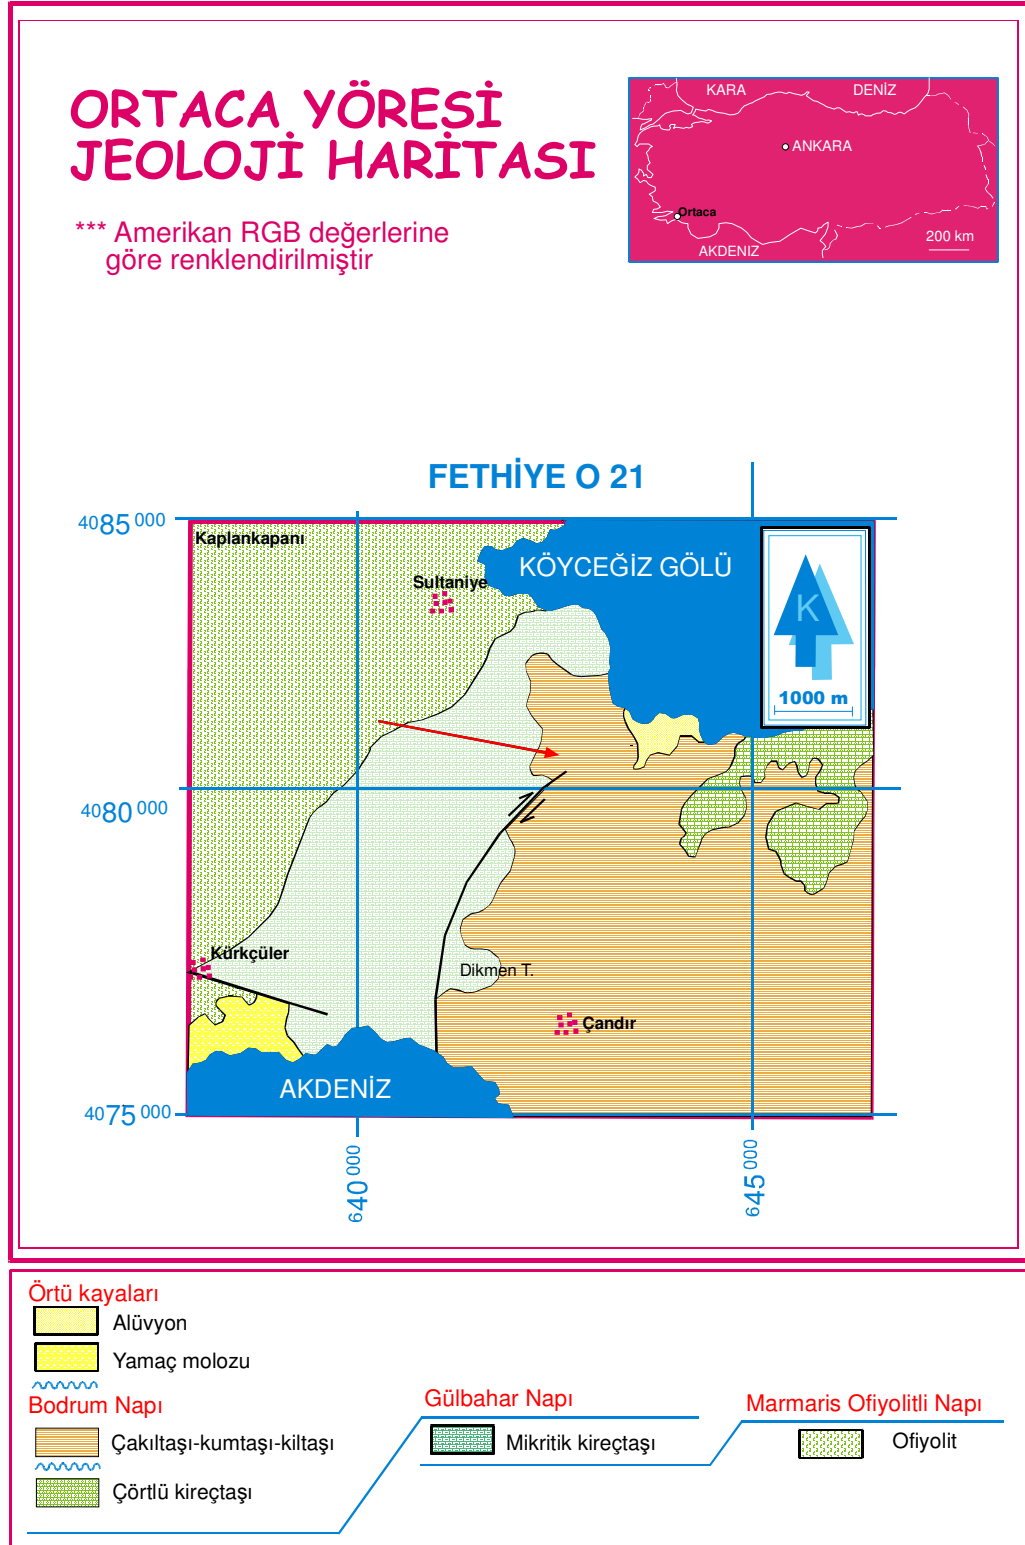 ORTACA YÖRESİ
JEOLOJİ HARİTASI
*** Amerikan RGB değerlerine
göre renklendirilmiştir
KARA DENİZ
ANKARA
Ortaca
200 km
AKDENIZ
FETHİYE O 21
4085 000
Kaplankapanı
KÖYCEĞİZ GÖLÜ
Sultaniye
K
1000 m
4080 000
Kürkçüler
Dikmen T.
Çandır
AKDENİZ
4075 000
640 000
645 000
Örtü kayaları
Alüvyon
Yamaç molozu
Bodrum Napı
Çakıltaşı-kumtaşı-kiltaşı
Çörtlü kireçtaşı
Gülbahar Napı
Mikritik kireçtaşı
Marmaris Ofiyolitli Napı
Ofiyolit